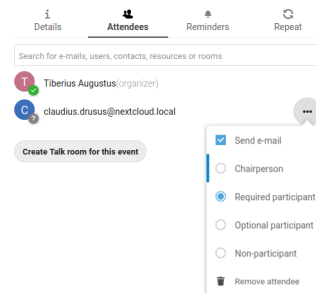 Details
Attendees
Reminders
Repeat
Search for e-mails, users, contacts, resources or rooms
T
Tiberius Augustus(organizer)
C
?
claudius.drusus@nextcloud.local
Create Talk room for this event
Send e-mail
Chairperson
Required participant
Optional participant
Non-participant
Remove attendee